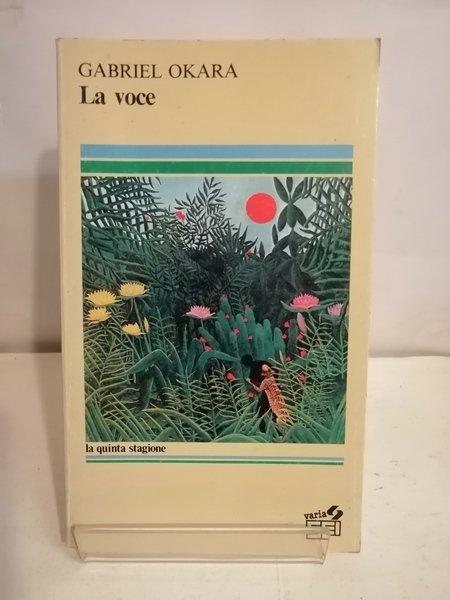 GABRIEL OKARA
La voce
la quinta stagione
varia
SEI